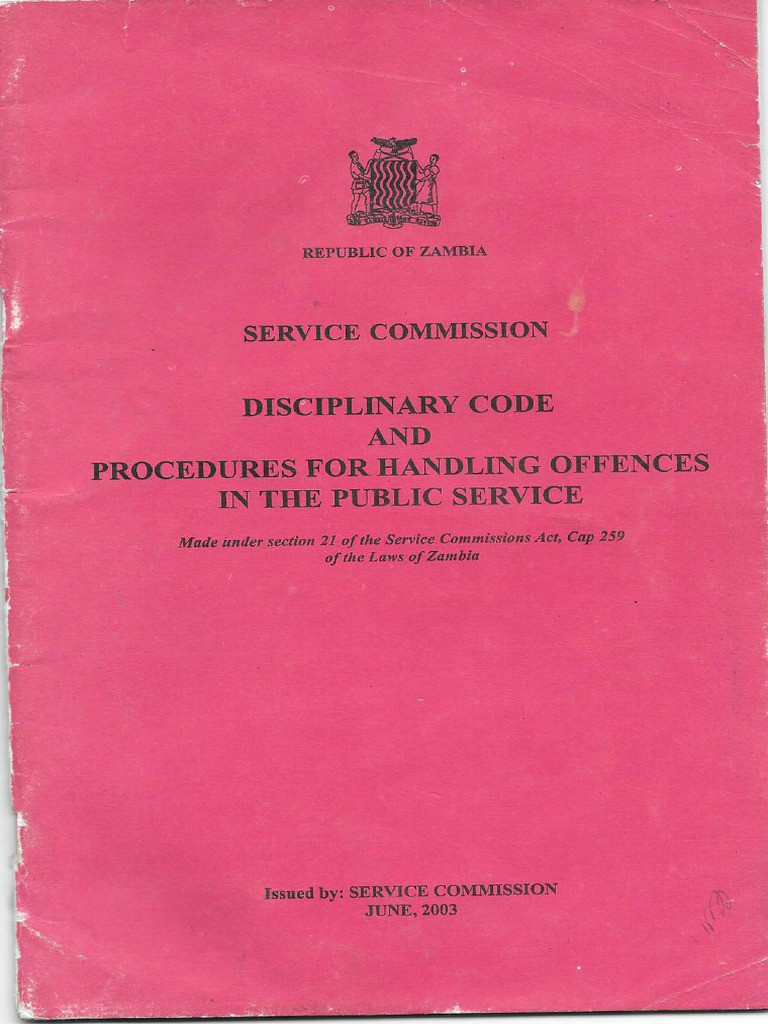 REPUBLIC OF ZAMBIA
SERVICE COMMISSION
DISCIPLINARY CODE
AND
PROCEDURES FOR HANDLING OFFENCES
IN THE PUBLIC SERVICE
Made under section 21 of the Service Commissions Act, Cap 259
of the Laws of Zambia
Issued by: SERVICE COMMISSION
JUNE, 2003